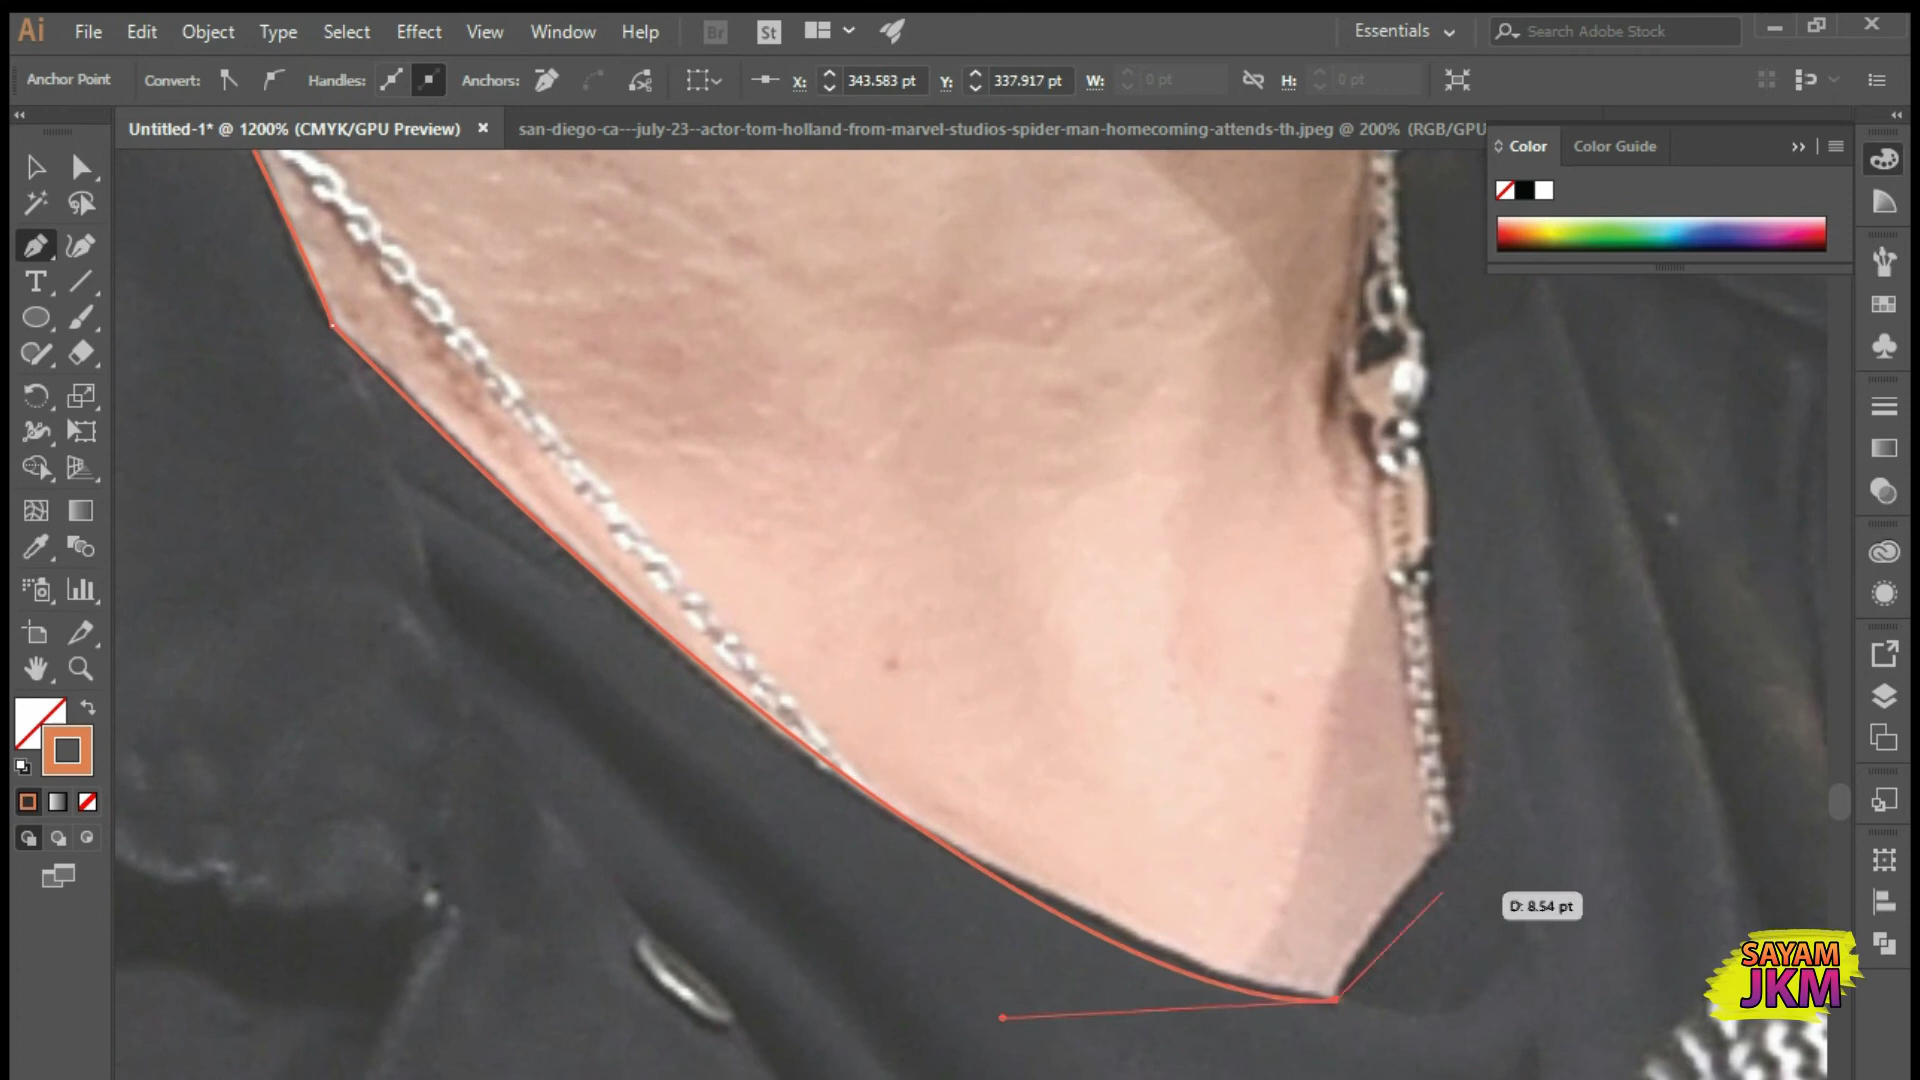 Ai File Edit Object Type Select Effect View Window Help Br St Essentials Search Adobe Stock
Anchor Point Convert: Handles: Anchors: X: 343.583 pt Y: 337.917 pt W: 0 pt H: 0 pt
Untitled-1* @ 1200% (CMYK/GPU Preview) × san-diego-ca---july-23--actor-tom-holland-from-marvel-studios-spider-man-homecoming-attends-th.jpeg @ 200% (RGB/GPU
Color Color Guide
T
D: 8.54 pt
SAYAM
JKM